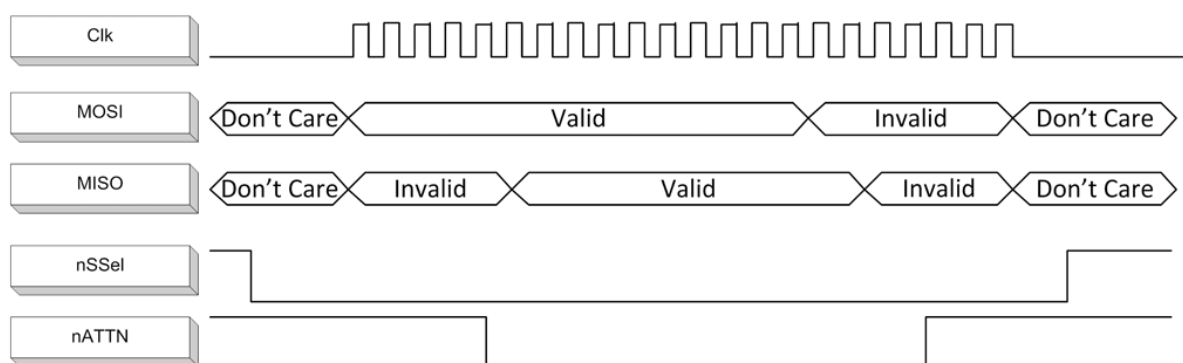 Clk
MOSI Don't Care Valid Invalid Don't Care
MISO Don't Care Invalid Valid Invalid Don't Care
nSSel
nATTN